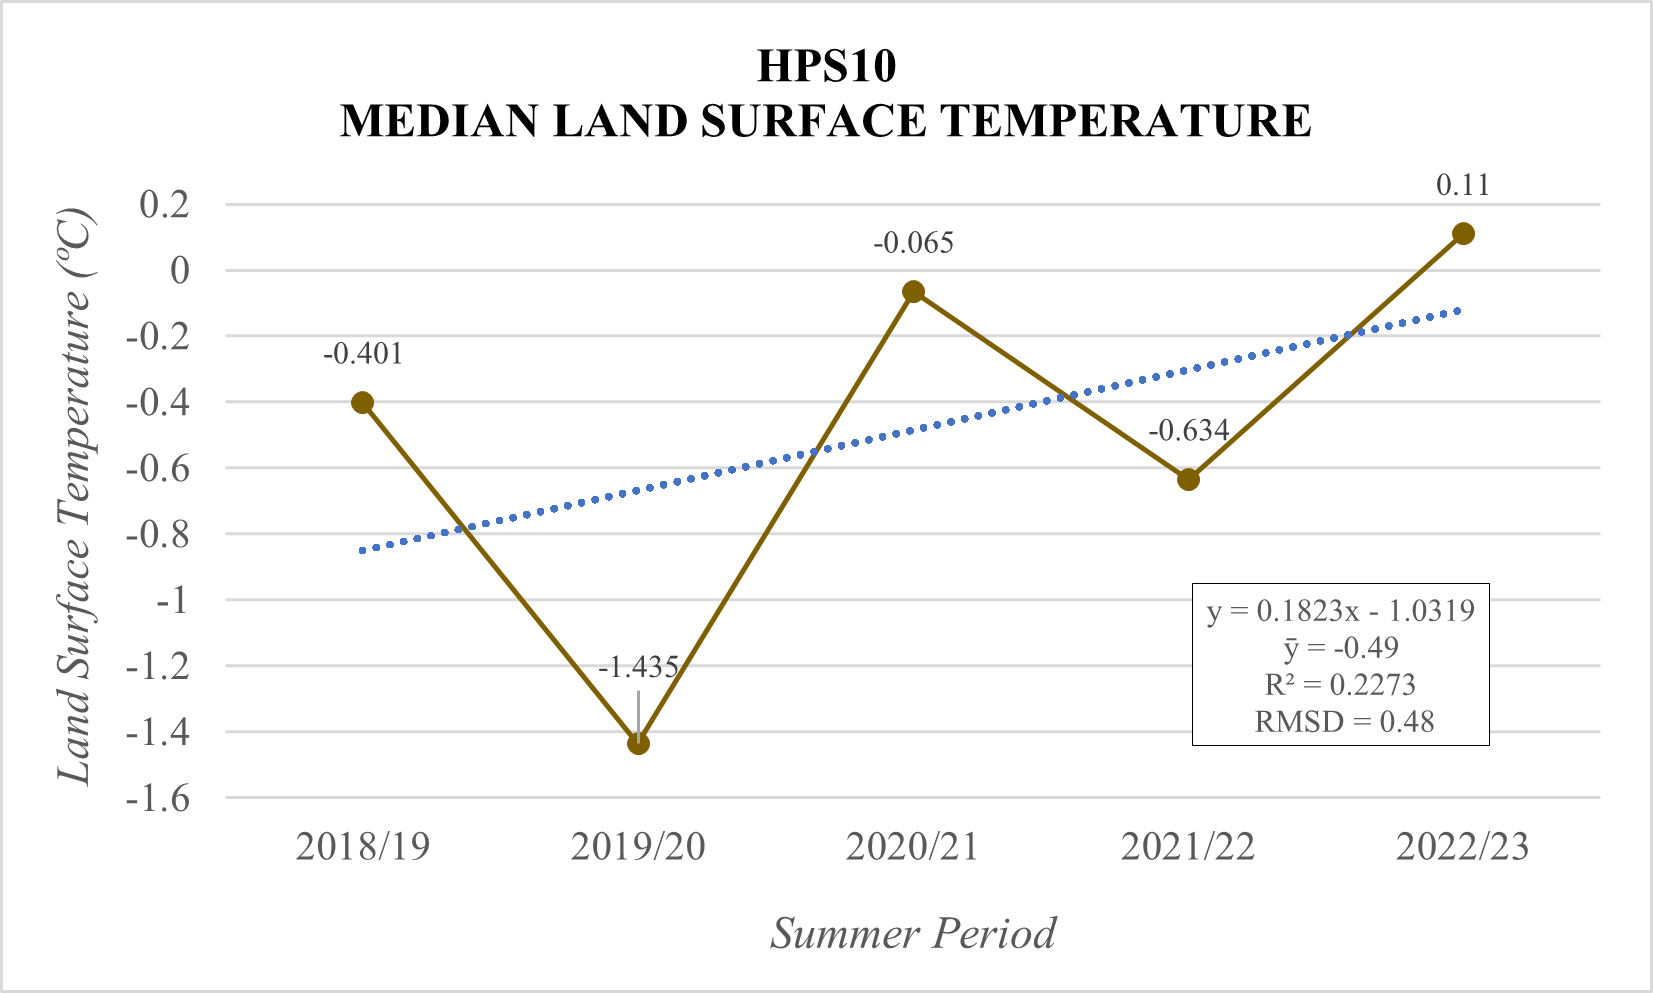 HPS10
MEDIAN LAND SURFACE TEMPERATURE
Land Surface Temperature (ºC)
0.2
0
-0.2
-0.4
-0.6
-0.8
-1
-1.2
-1.4
-1.6
-0.401
-1.435
-0.065
-0.634
0.11
y = 0.1823x - 1.0319
ȳ = -0.49
R² = 0.2273
RMSD = 0.48
2018/19
2019/20
2020/21
2021/22
2022/23
Summer Period